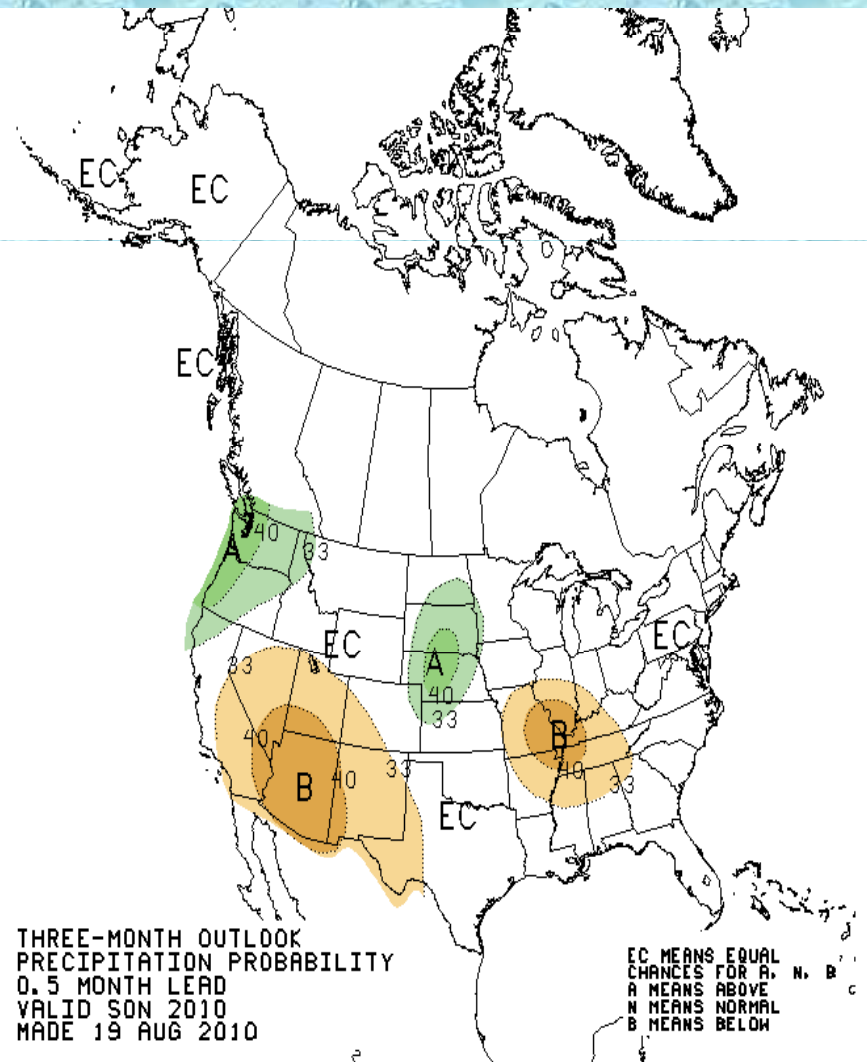 EC
EC
EC
40
A
33
EC
A
EC
33
40
33
B
40
33
40
B
40
33
EC
THREE-MONTH OUTLOOK
PRECIPITATION PROBABILITY
0.5 MONTH LEAD
VALID SON 2010
MADE 19 AUG 2010
EC MEANS EQUAL
CHANCES FOR A, N, B
A MEANS ABOVE
N MEANS NORMAL
B MEANS BELOW